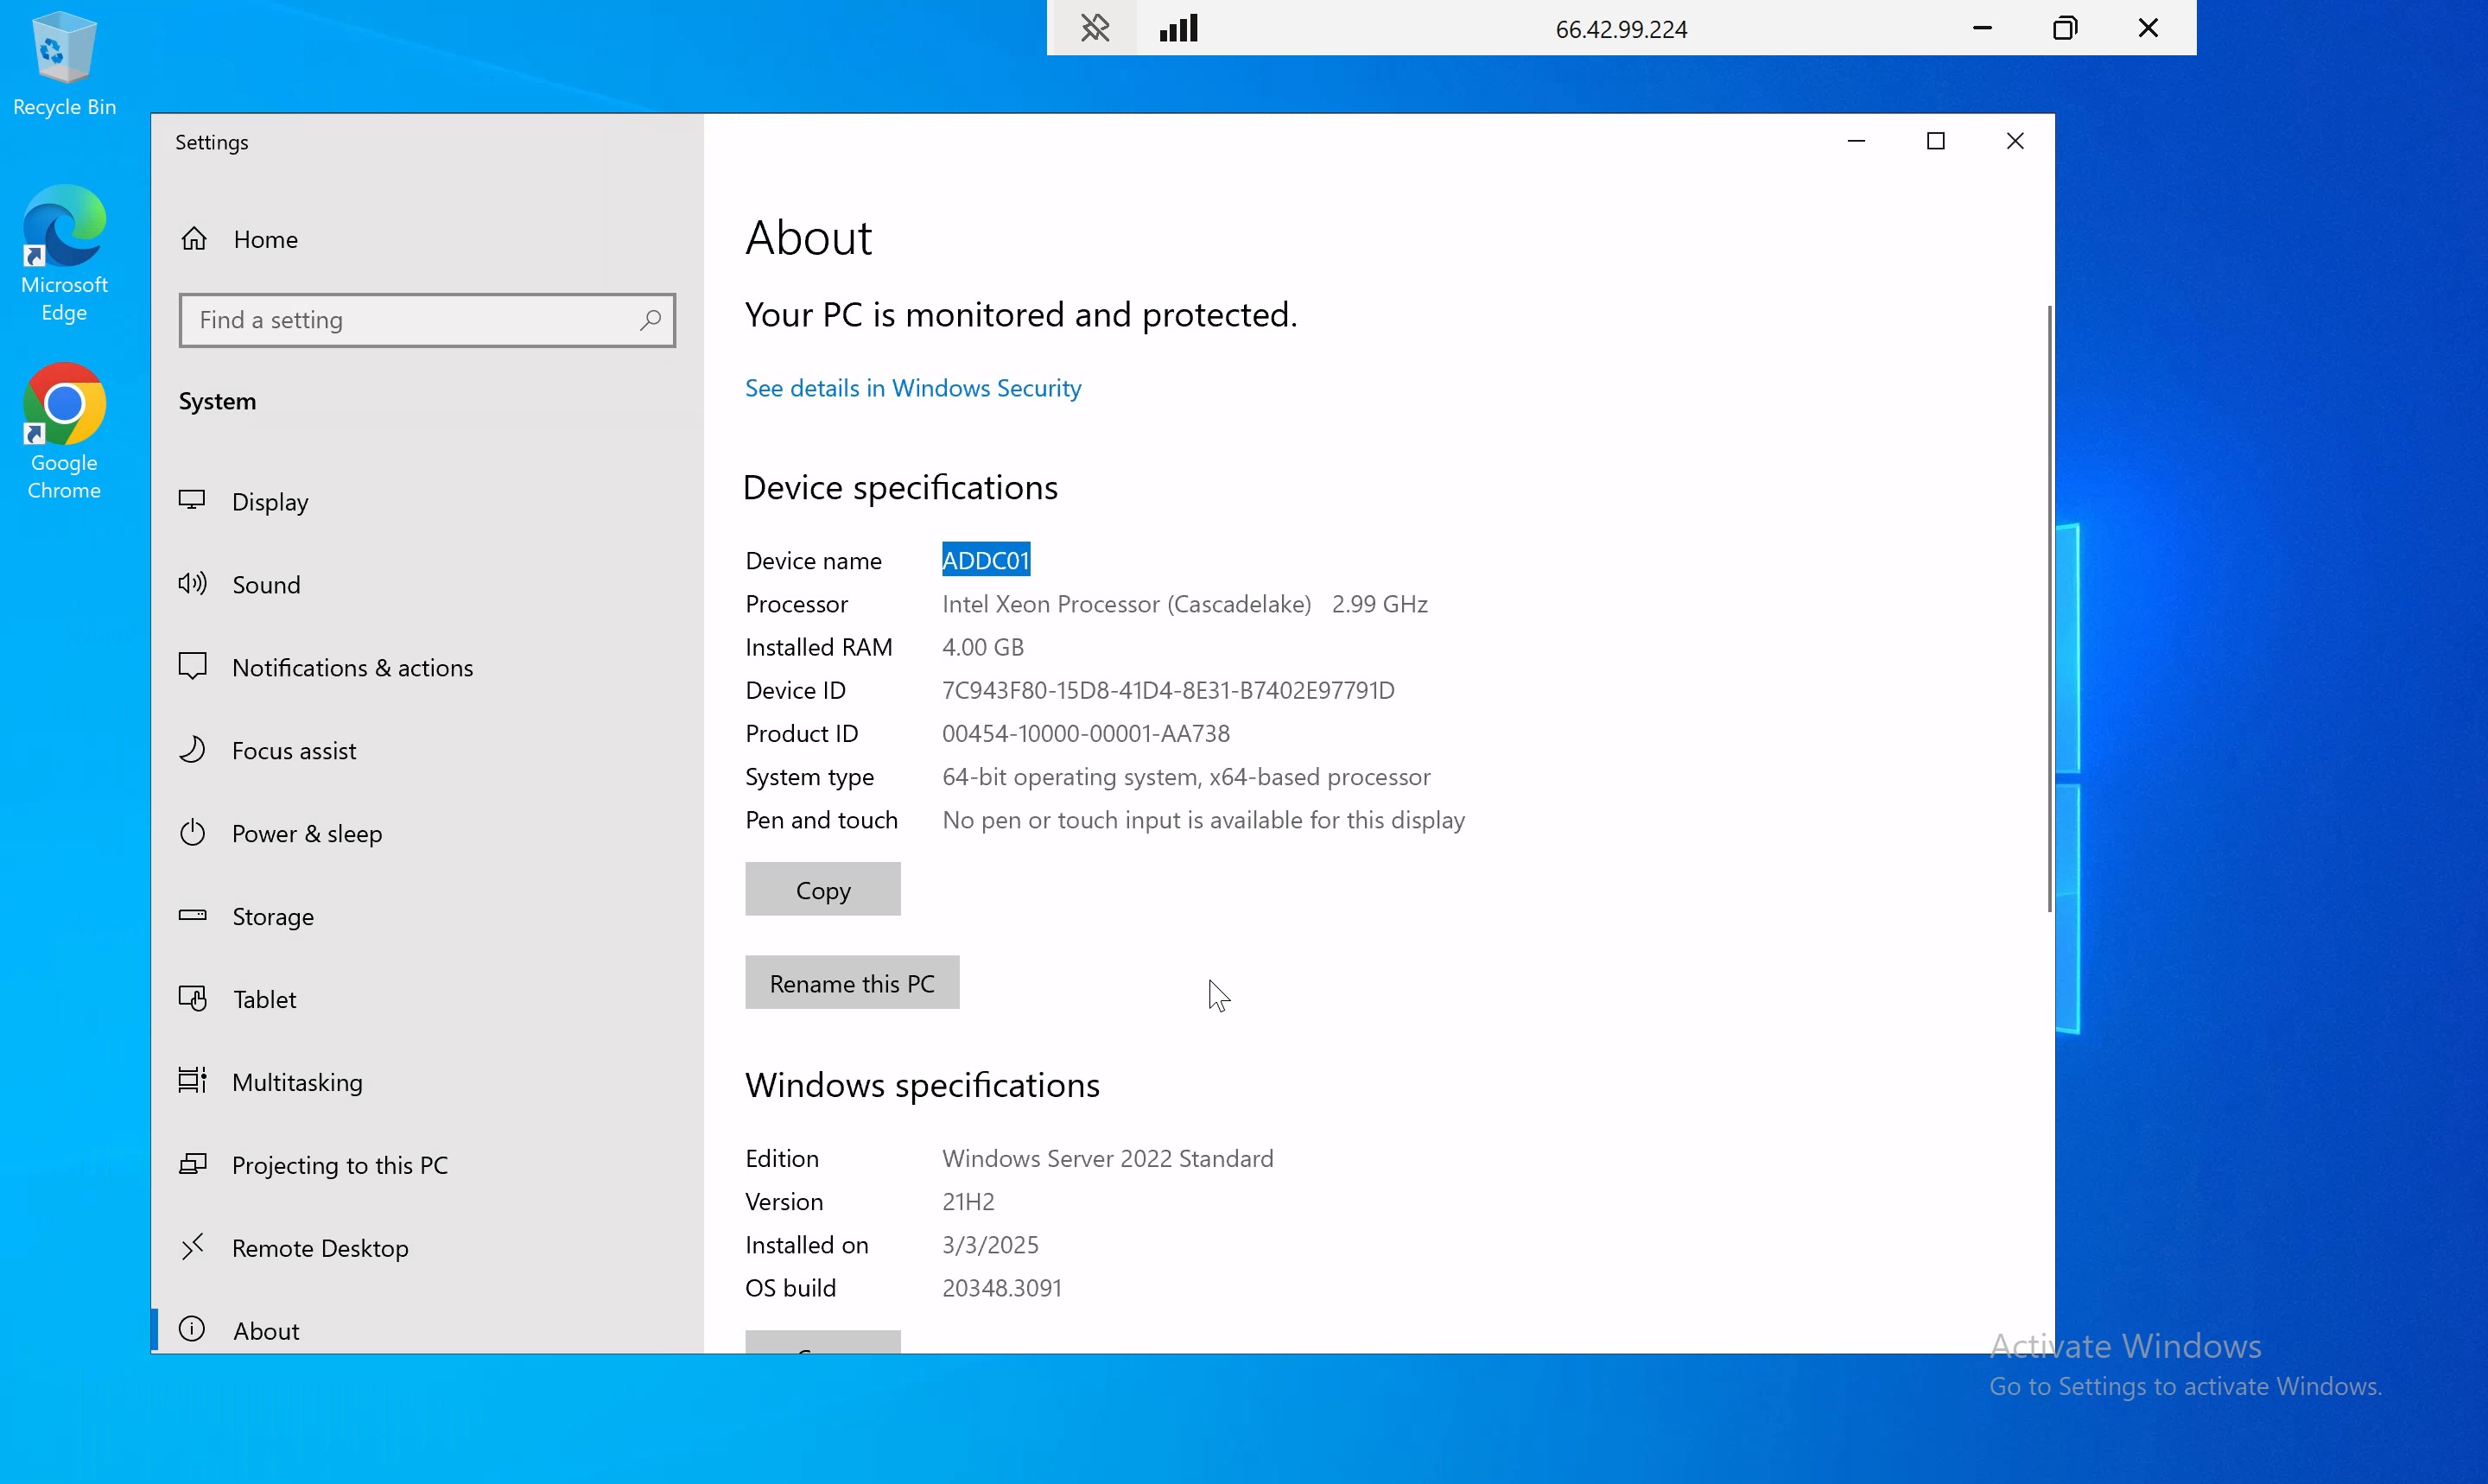 66.42.99.224
Recycle Bin
Microsoft
Edge
Google
Chrome
Settings
Home
Find a setting
System
Display
Sound
Notifications & actions
Focus assist
Power & sleep
Storage
Tablet
Multitasking
Projecting to this PC
Remote Desktop
About
About
Your PC is monitored and protected.
See details in Windows Security
Device specifications
Device name ADDC01
Processor Intel Xeon Processor (Cascadelake) 2.99 GHz
Installed RAM 4.00 GB
Device ID 7C943F80-15D8-41D4-8E31-B7402E97791D
Product ID 00454-10000-00001-AA738
System type 64-bit operating system, x64-based processor
Pen and touch No pen or touch input is available for this display
Copy
Rename this PC
Windows specifications
Edition Windows Server 2022 Standard
Version 21H2
Installed on 3/3/2025
OS build 20348.3091
Activate Windows
Go to Settings to activate Windows.